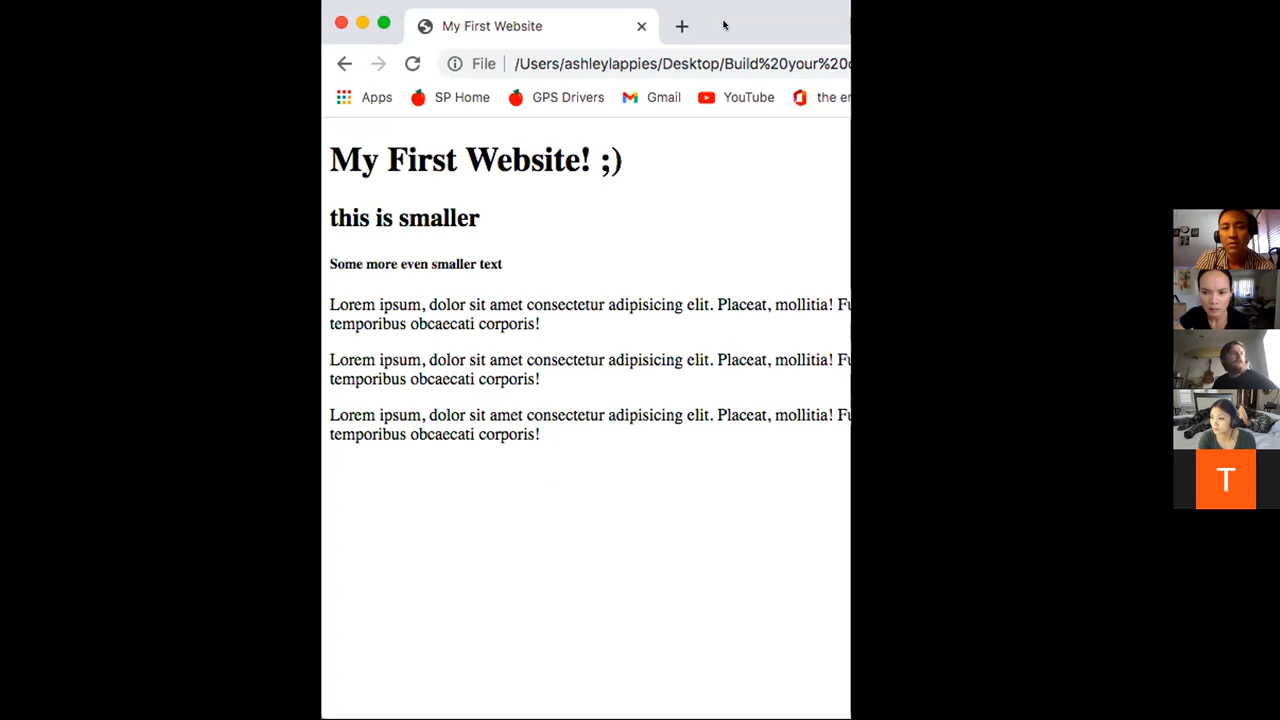 My First Website
File
/Users/ashleylappies/Desktop/Build%20your%20
Apps
SP Home
GPS Drivers
Gmail
YouTube
the
My First Website! ;)
this is smaller
Some more even smaller text
Lorem ipsum, dolor sit amet consectetur adipisicing elit. Placeat, mollitia!
temporibus obcaecati corporis!
Lorem ipsum, dolor sit amet consectetur adipisicing elit. Placeat, mollitia!
temporibus obcaecati corporis!
Lorem ipsum, dolor sit amet consectetur adipisicing elit. Placeat, mollitia!
temporibus obcaecati corporis!
T